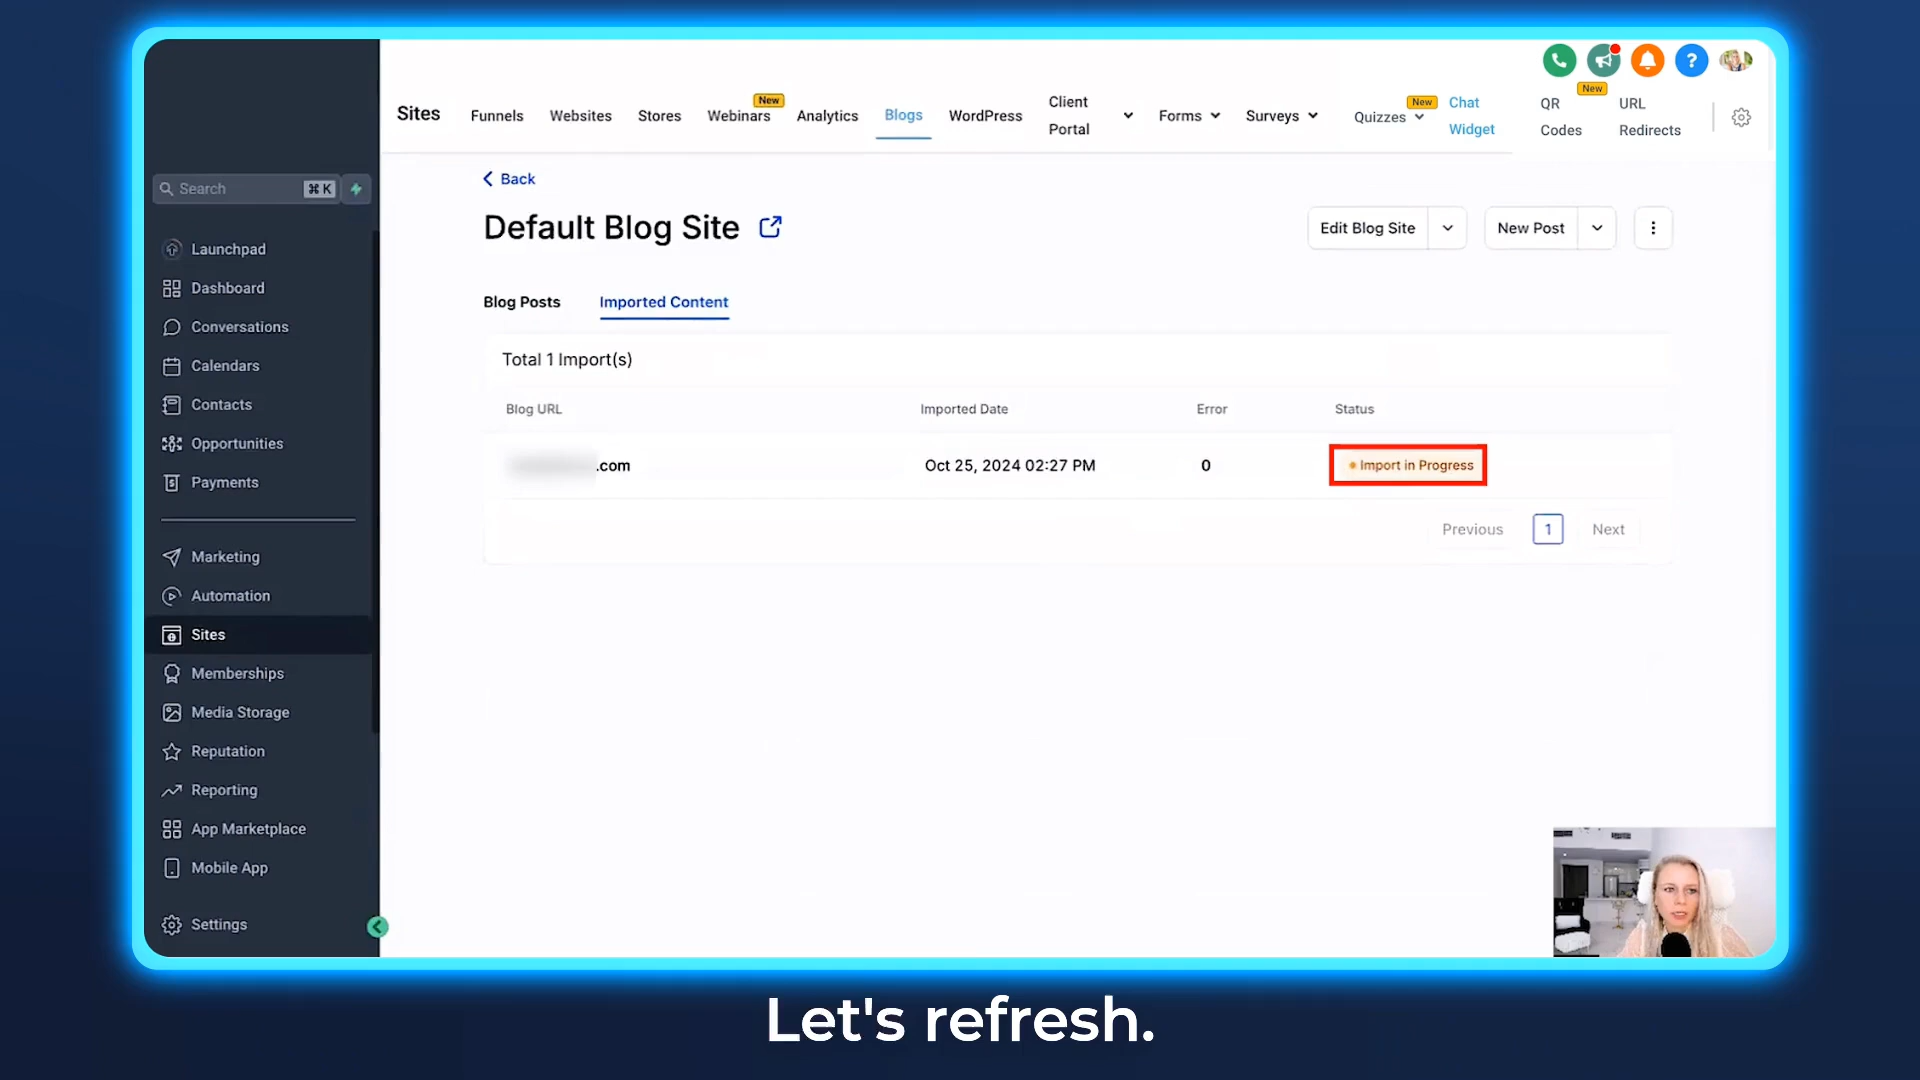 Search
⌘ K
Launchpad
Dashboard
Conversations
Calendars
Contacts
Opportunities
Payments
Marketing
Automation
Sites
Memberships
Media Storage
Reputation
Reporting
App Marketplace
Mobile App
Settings
Sites
Funnels
Websites
Stores
Webinars
New
Analytics
Blogs
WordPress
Client
Portal
Forms
Surveys
Quizzes
New
Chat
Widget
QR
Codes
New
URL
Redirects
?
Back
Default Blog Site
Edit Blog Site
New Post
Blog Posts
Imported Content
Total 1 Import(s)
Blog URL
Imported Date
Error
Status
.com
Oct 25, 2024 02:27 PM
0
Import in Progress
Previous
1
Next
Let's refresh.